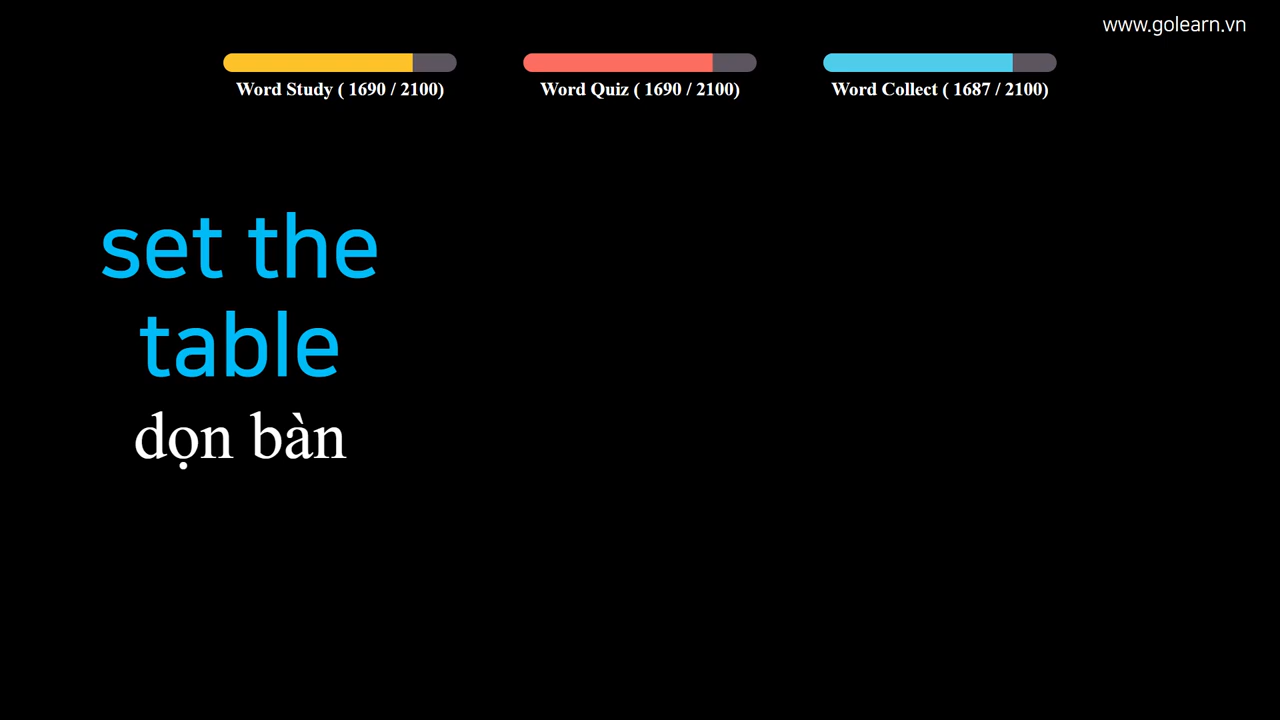 www.golearn.vn
Word Study ( 1690 / 2100)
Word Quiz ( 1690 / 2100)
Word Collect ( 1687 / 2100)
set the
table
dọn bàn